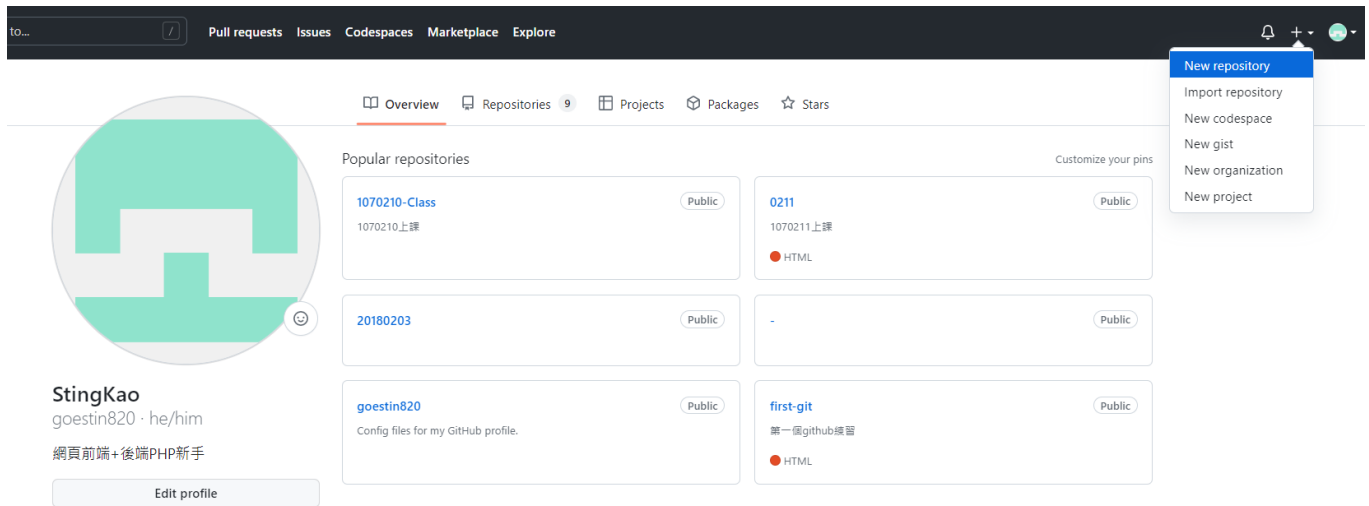 to... /
Pull requests Issues Codespaces Marketplace Explore
New repository
Import repository
New codespace
New gist
New organization
New project
Overview Repositories 9 Projects Packages Stars
Popular repositories
Customize your pins
1070210-Class Public
1070210上課
0211 Public
1070211上課
HTML
20180203 Public
- Public
goestin820 Public
Config files for my GitHub profile.
first-git Public
第一個github練習
HTML
StingKao
goestin820 · he/him
網頁前端+後端PHP新手
Edit profile